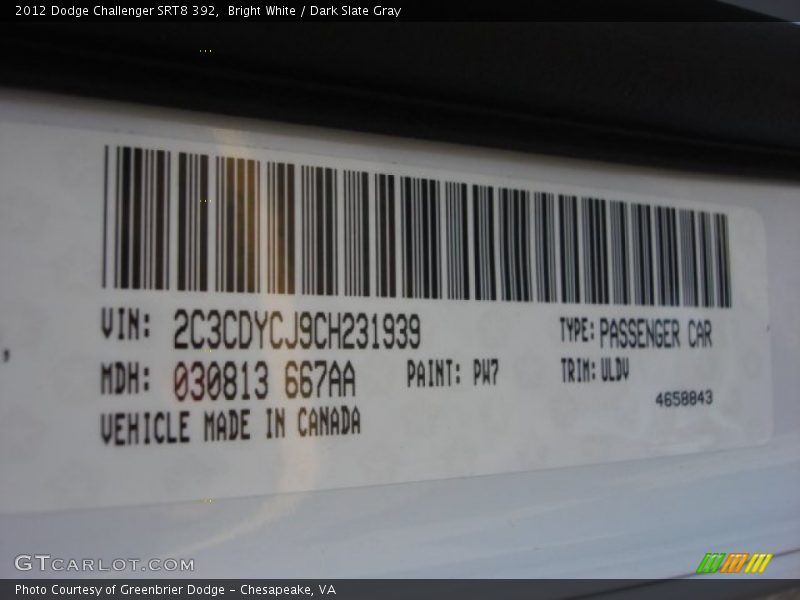 2012 Dodge Challenger SRT8 392, Bright White / Dark Slate Gray
VIN: 2C3CDYCJ9CH231939 TYPE: PASSENGER CAR
MDH: 030813 667AA PAINT: PW7 TRIM: ULDV
VEHICLE MADE IN CANADA 4658843
GTCARLOT.COM
Photo Courtesy of Greenbrier Dodge - Chesapeake, VA